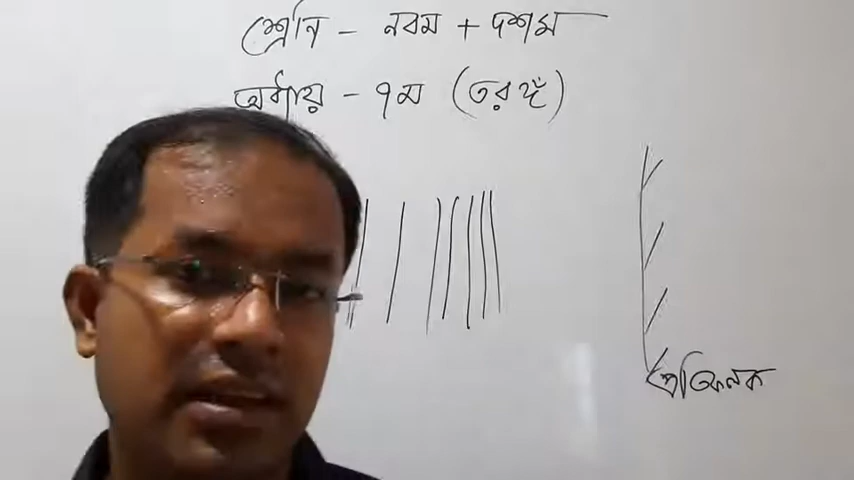 শ্রেণি - নবম + দশম
অধ্যায় - ৭ম (তরঙ্গঁ)
প্রতিফলক